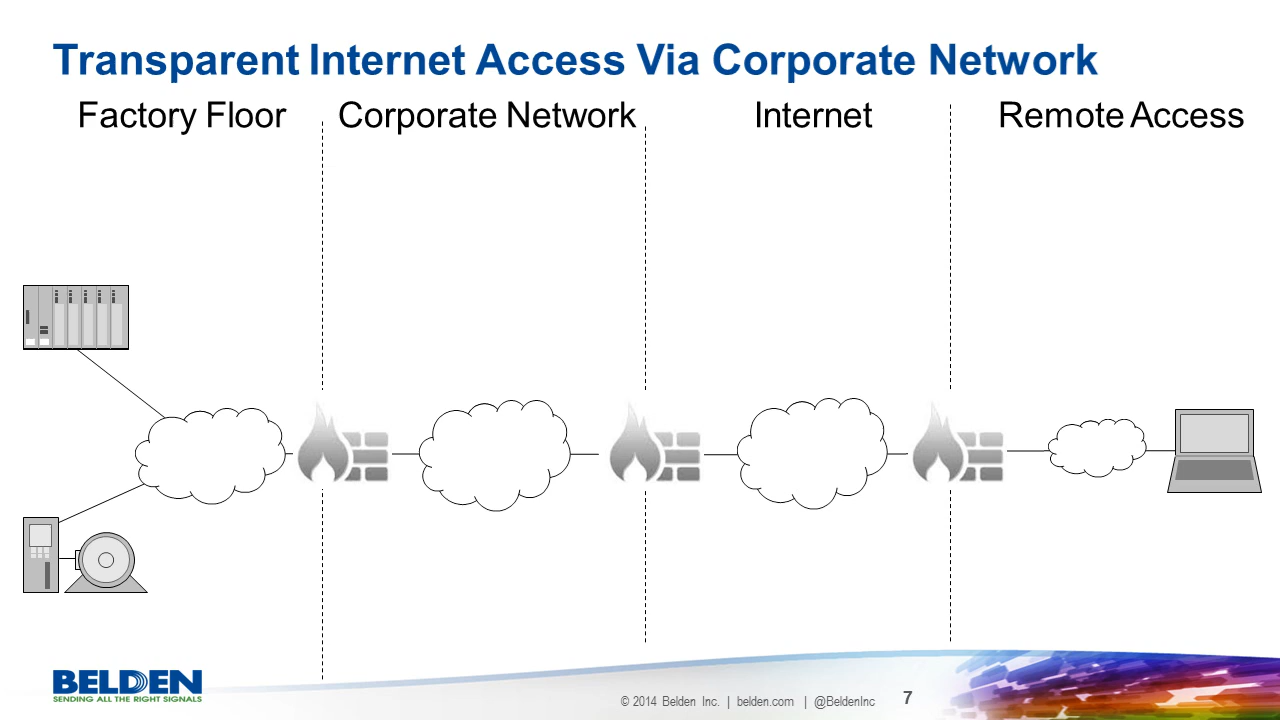 Transparent Internet Access Via Corporate Network
Factory Floor
Corporate Network
Internet
Remote Access
BELDEN
SENDING ALL THE RIGHT SIGNALS
© 2014 Belden Inc. | belden.com | @BeldenInc
7